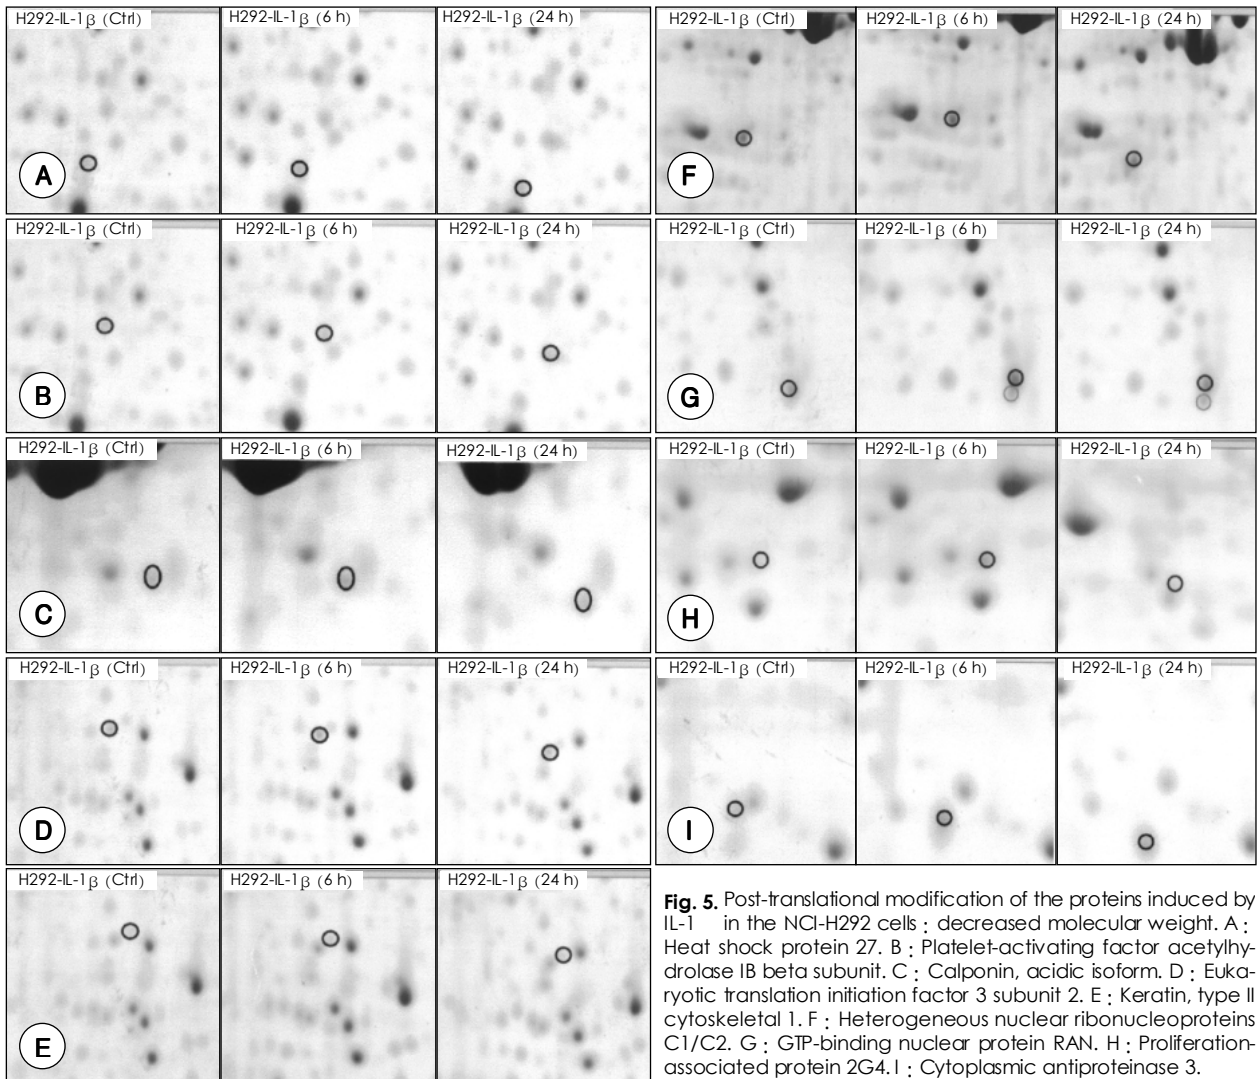 H292-IL-1β (Ctrl) H292-IL-1β (6 h) H292-IL-1β (24 h)
A
H292-IL-1β (Ctrl) H292-IL-1β (6 h) H292-IL-1β (24 h)
B
H292-IL-1β (Ctrl) H292-IL-1β (6 h) H292-IL-1β (24 h)
C
H292-IL-1β (Ctrl) H292-IL-1β (6 h) H292-IL-1β (24 h)
D
H292-IL-1β (Ctrl) H292-IL-1β (6 h) H292-IL-1β (24 h)
E
H292-IL-1β (Ctrl) H292-IL-1β (6 h) H292-IL-1β (24 h)
F
H292-IL-1β (Ctrl) H292-IL-1β (6 h) H292-IL-1β (24 h)
G
H292-IL-1β (Ctrl) H292-IL-1β (6 h) H292-IL-1β (24 h)
H
H292-IL-1β (Ctrl) H292-IL-1β (6 h) H292-IL-1β (24 h)
I
Fig. 5. Post-translational modification of the proteins induced by
IL-1 in the NCI-H292 cells : decreased molecular weight. A :
Heat shock protein 27. B : Platelet-activating factor acetylhy-
drolase IB beta subunit. C : Calponin, acidic isoform. D : Euka-
ryotic translation initiation factor 3 subunit 2. E : Keratin, type II
cytoskeletal 1. F : Heterogeneous nuclear ribonucleoproteins
C1/C2. G : GTP-binding nuclear protein RAN. H : Proliferation-
associated protein 2G4. I : Cytoplasmic antiproteinase 3.